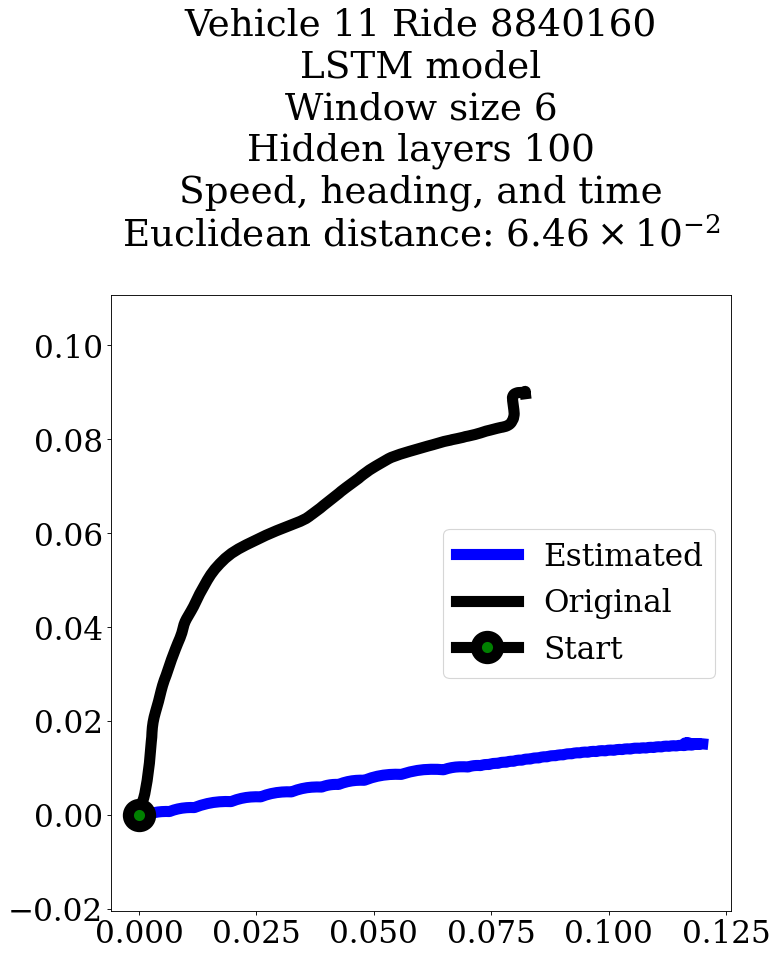 Vehicle 11 Ride 8840160
LSTM model
Window size 6
Hidden layers 100
Speed, heading, and time
Euclidean distance: 6.46 × 10⁻²
0.10
0.08
0.06
0.04
0.02
0.00
−0.02
Estimated
Original
Start
0.000 0.025 0.050 0.075 0.100 0.125